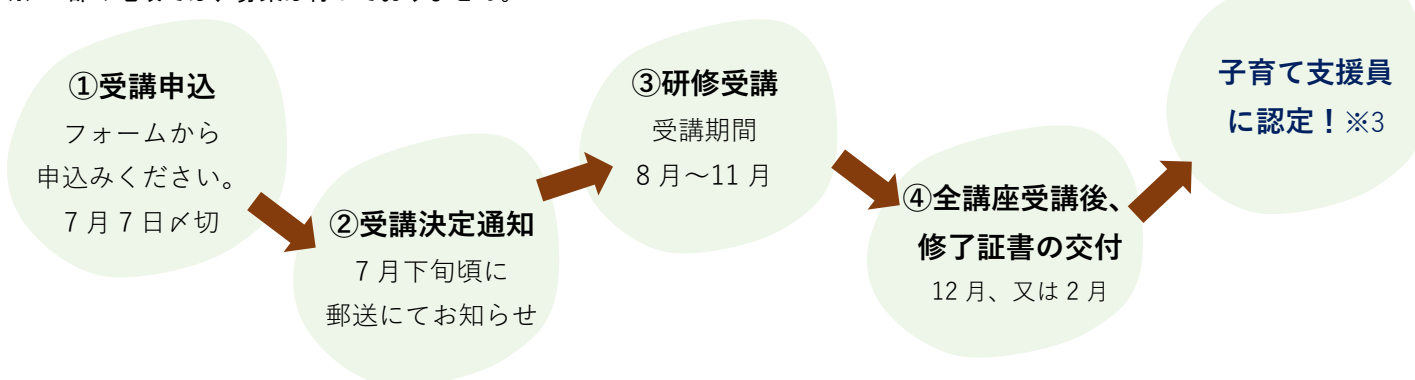 ①受講申込
フォームから
申込みください。
7月7日〆切
②受講決定通知
7月下旬頃に
郵送にてお知らせ
③研修受講
受講期間
8月～11月
④全講座受講後、
修了証書の交付
12月、又は2月
子育て支援員
に認定！※3